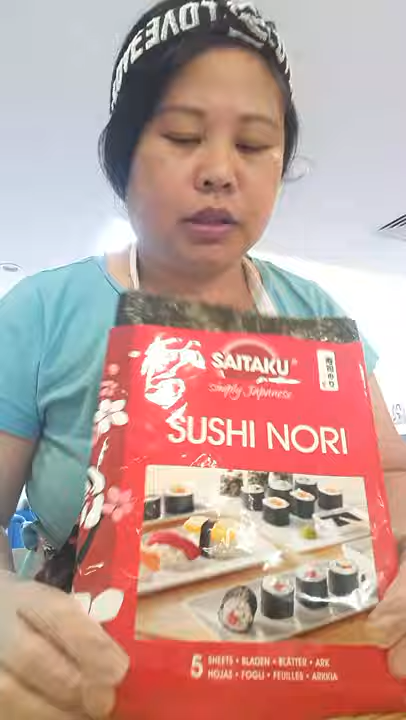 LOVE
SAITAKU®
Simply Japanese
SUSHI NORI
5 SHEETS • BLADEN • BLÄTTER • ARK
HOJAS • FOGLI • FEUILLES • ARKKIA